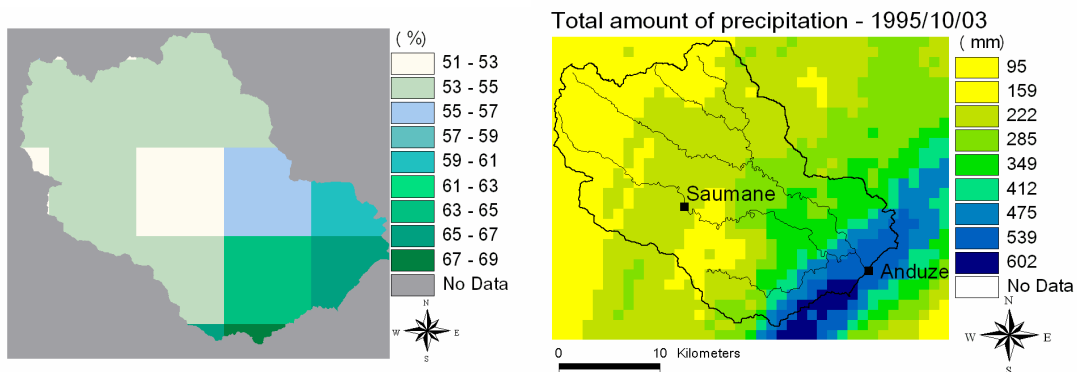 (%)
51 - 53
53 - 55
55 - 57
57 - 59
59 - 61
61 - 63
63 - 65
65 - 67
67 - 69
No Data
N
W E
S
Total amount of precipitation - 1995/10/03
(mm)
95
159
222
285
349
412
475
539
602
No Data
Saumane
Anduze
0 10 Kilometers
N
W E
S